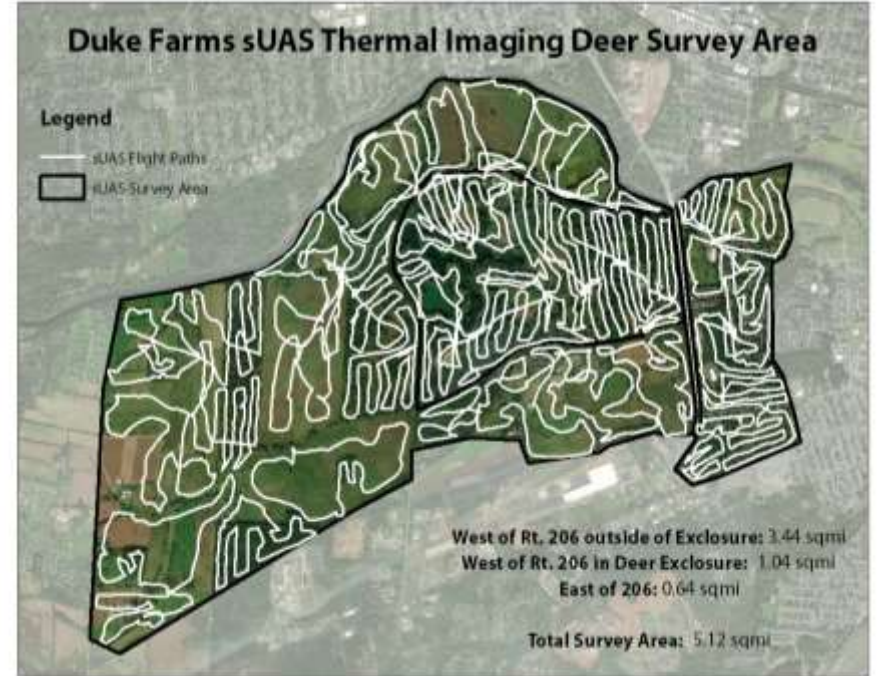 Duke Farms sUAS Thermal Imaging Deer Survey Area
Legend
sUAS Flight Paths
sUAS Survey Area
West of Rt. 206 outside of Exclosure: 3.44 sqmi
West of Rt. 206 in Deer Exclosure: 1.04 sqmi
East of 206: 0.64 sqmi
Total Survey Area: 5.12 sqmi